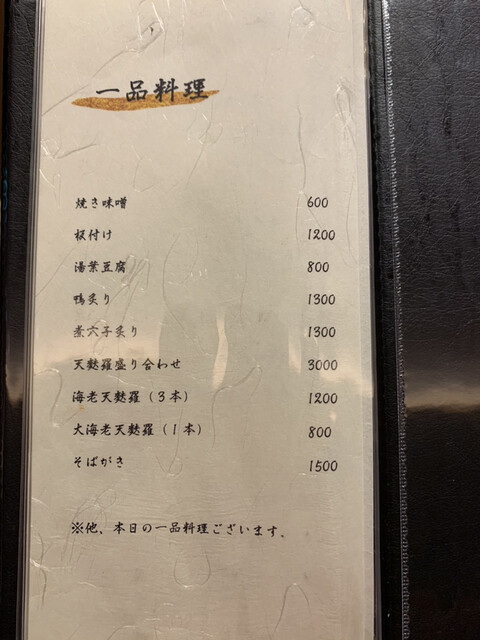 一品料理
焼き味噌 600
板付け 1200
湯葉豆腐 800
鴨炙り 1300
煮穴子炙り 1300
天麩羅盛り合わせ 3000
海老天麩羅(3本) 1200
大海老天麩羅(1本) 800
そばがき 1500
※他、本日の一品料理ございます。